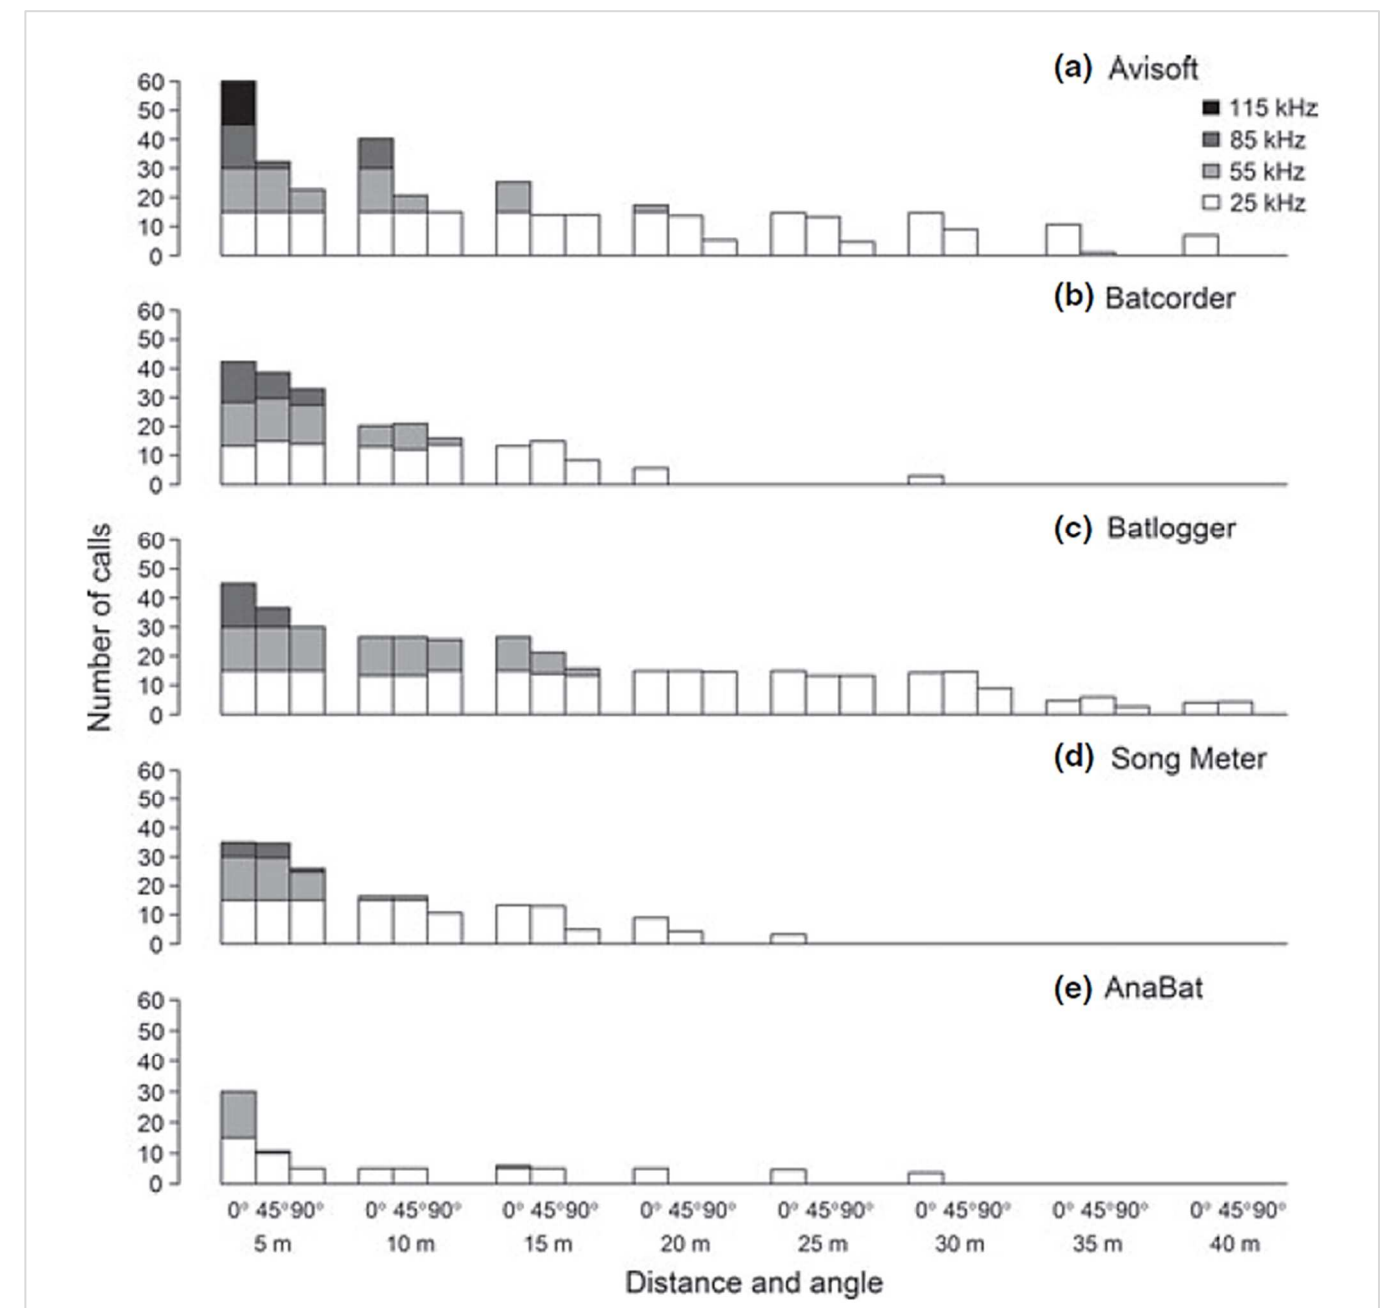 (a) Avisoft
60
50
40
30
20
10
0
115 kHz
85 kHz
55 kHz
25 kHz
(b) Batcorder
60
50
40
30
20
10
0
(c) Batlogger
60
50
40
30
20
10
0
Number of calls
(d) Song Meter
60
50
40
30
20
10
0
(e) AnaBat
60
50
40
30
20
10
0
0° 45°90° 0° 45°90° 0° 45°90° 0° 45°90° 0° 45°90° 0° 45°90° 0° 45°90° 0° 45°90°
5 m 10 m 15 m 20 m 25 m 30 m 35 m 40 m
Distance and angle